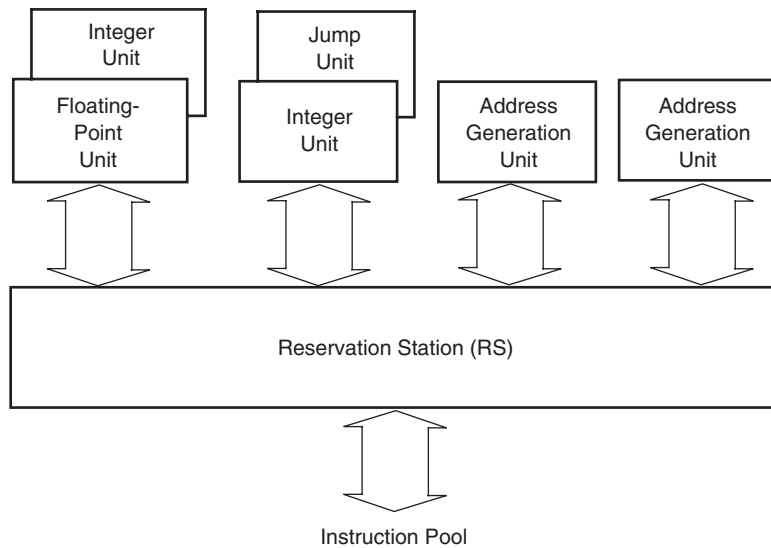 Integer
Unit
Floating-
Point
Unit
Jump
Unit
Integer
Unit
Address
Generation
Unit
Address
Generation
Unit
Reservation Station (RS)
Instruction Pool